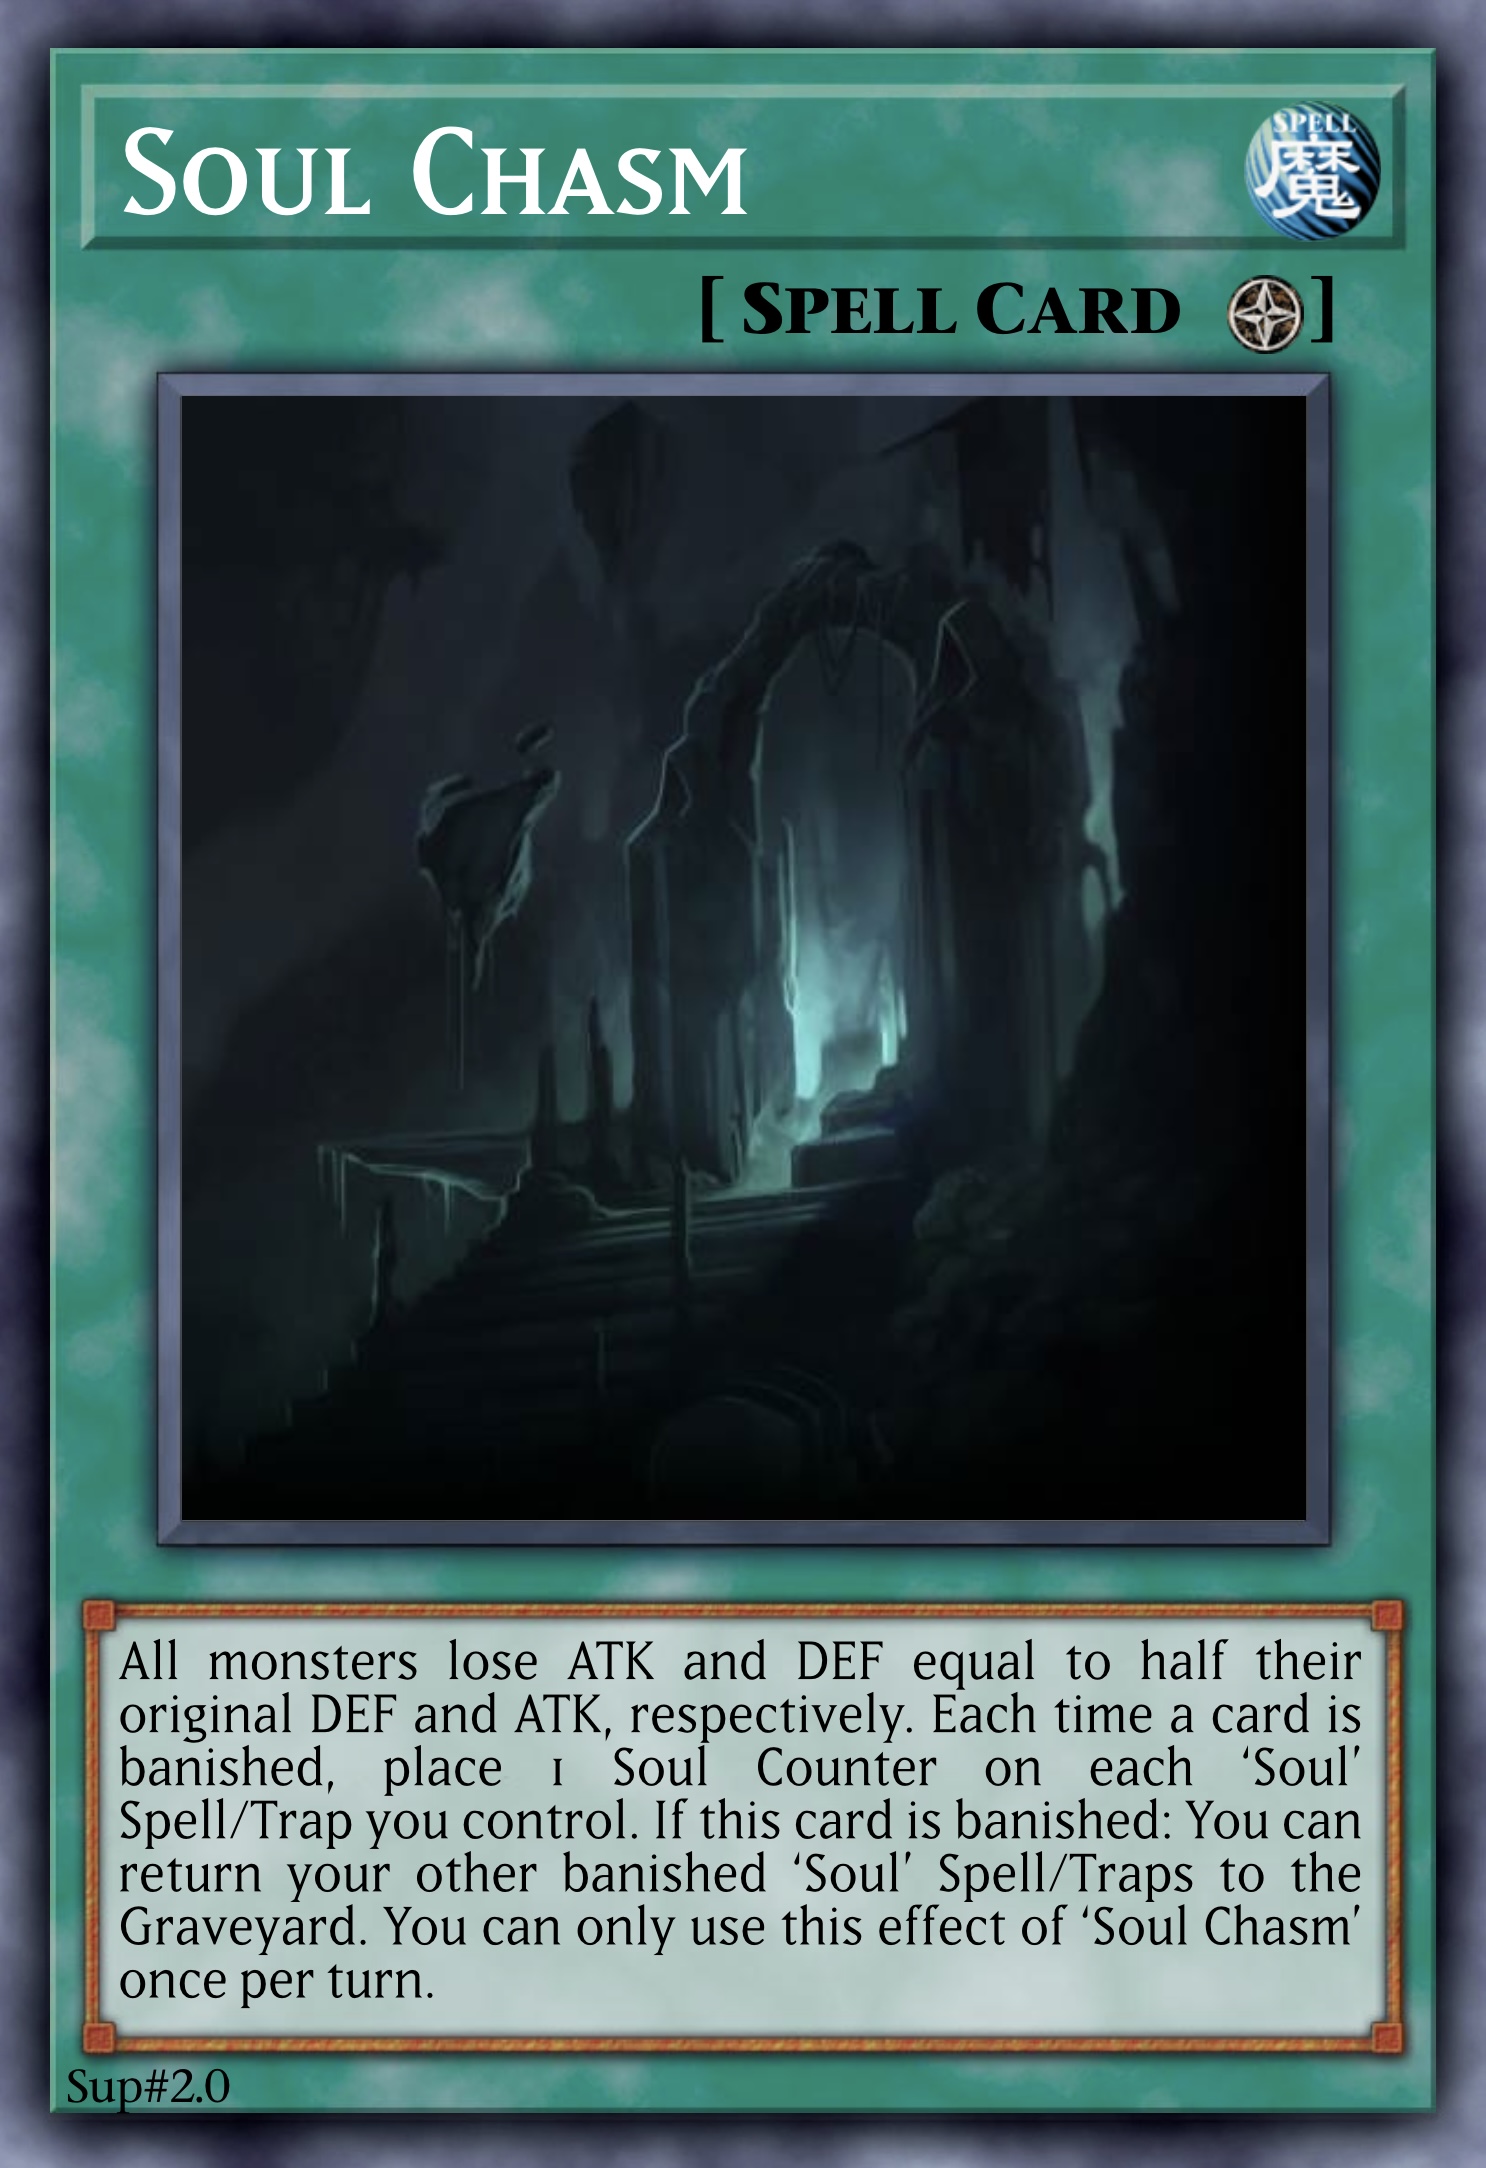 SOUL CHASM
SPELL
魔
[ SPELL CARD ]
All monsters lose ATK and DEF equal to half their
original DEF and ATK, respectively. Each time a card is
banished, place 1 Soul Counter on each ‘Soul’
Spell/Trap you control. If this card is banished: You can
return your other banished ‘Soul’ Spell/Traps to the
Graveyard. You can only use this effect of ‘Soul Chasm’
once per turn.
Sup#2.0